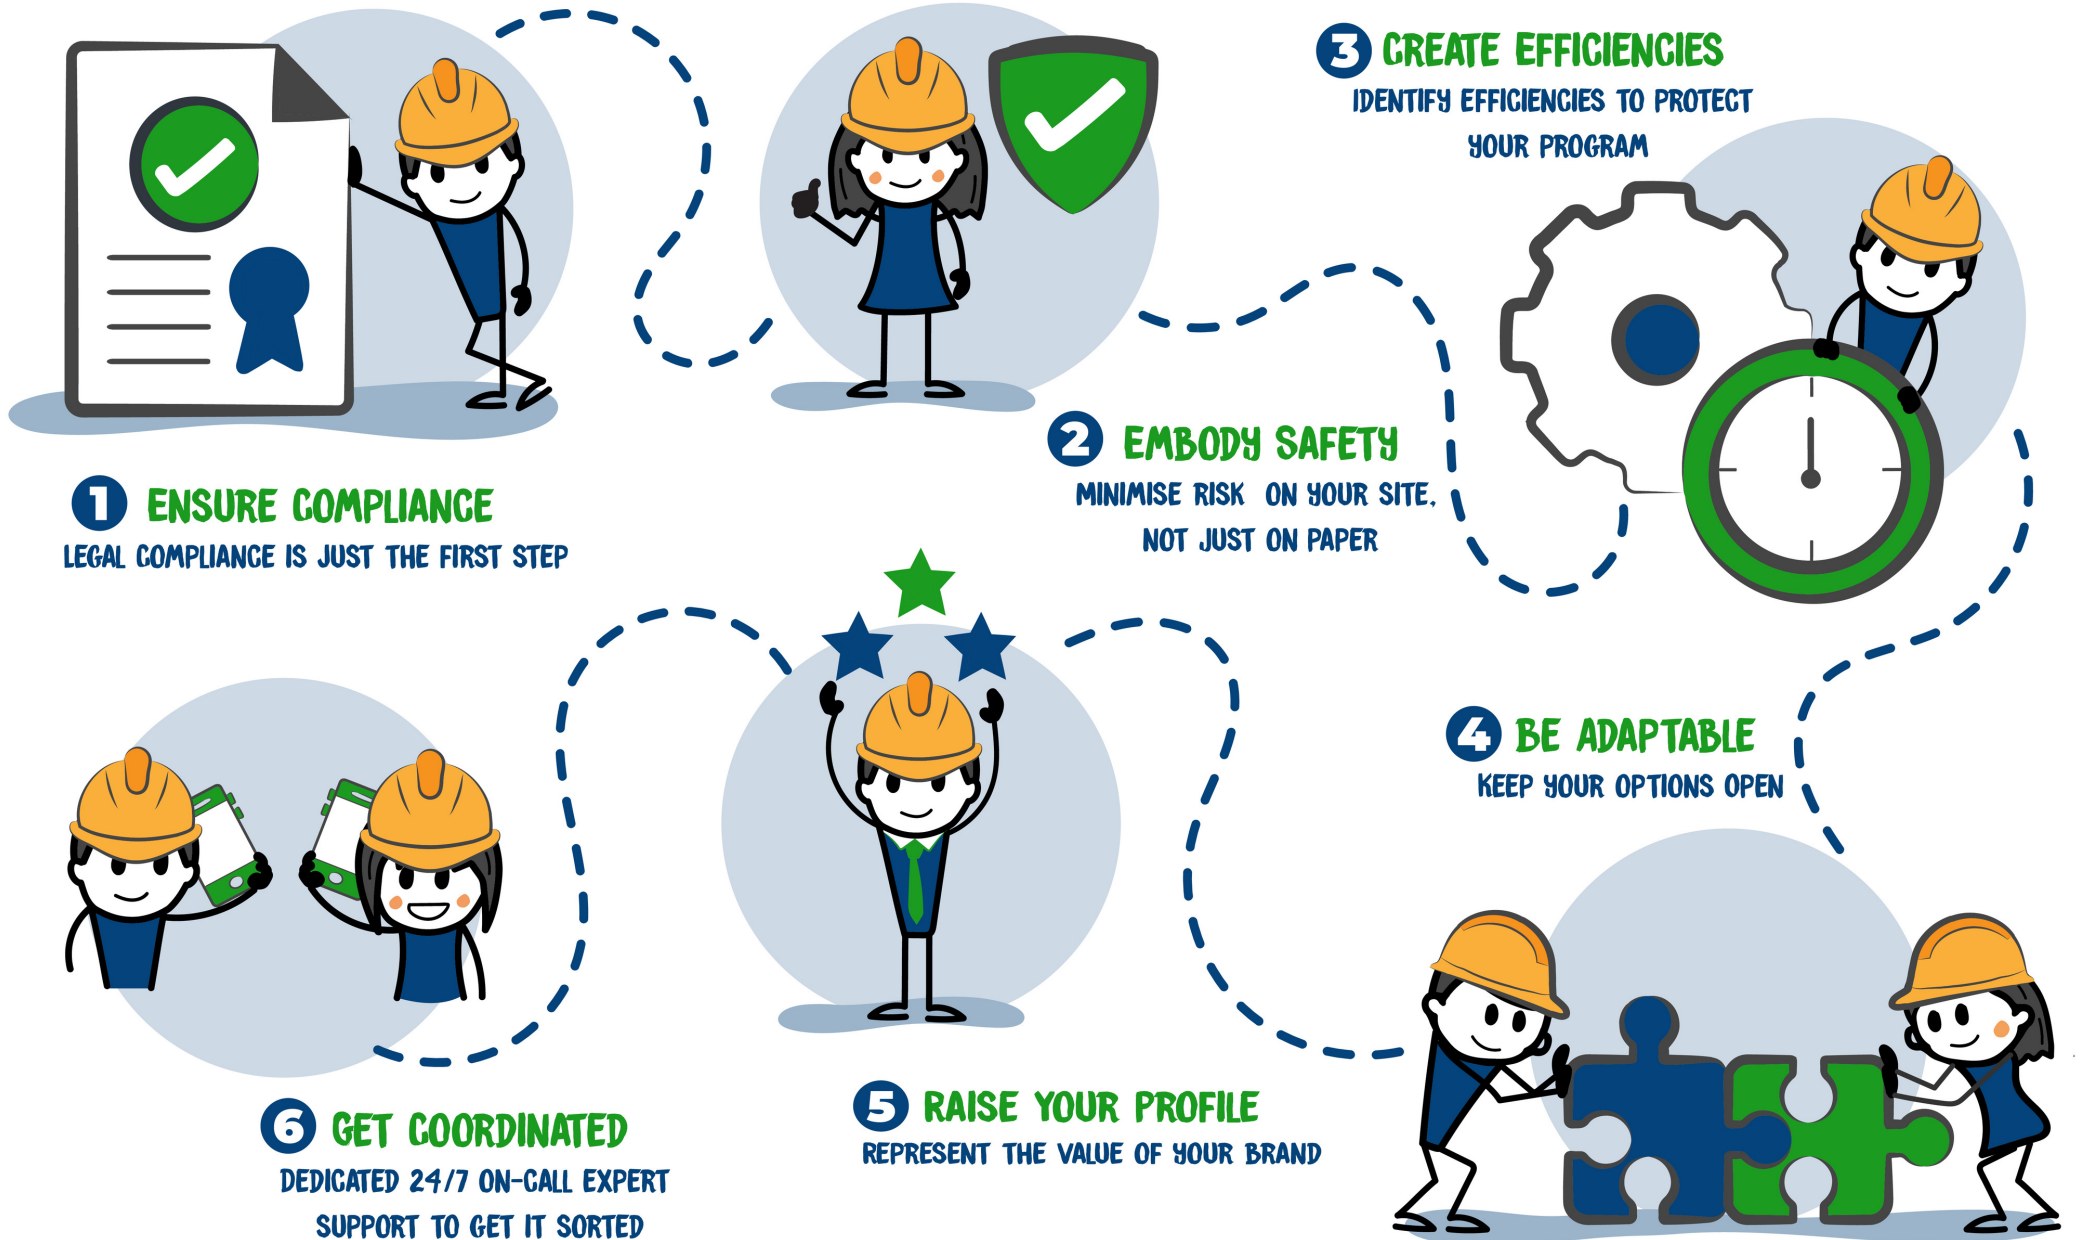 1 ENSURE COMPLIANCE
LEGAL COMPLIANCE IS JUST THE FIRST STEP
2 EMBODY SAFETY
MINIMISE RISK ON YOUR SITE,
NOT JUST ON PAPER
3 CREATE EFFICIENCIES
IDENTIFY EFFICIENCIES TO PROTECT
YOUR PROGRAM
4 BE ADAPTABLE
KEEP YOUR OPTIONS OPEN
5 RAISE YOUR PROFILE
REPRESENT THE VALUE OF YOUR BRAND
6 GET COORDINATED
DEDICATED 24/7 ON-CALL EXPERT
SUPPORT TO GET IT SORTED